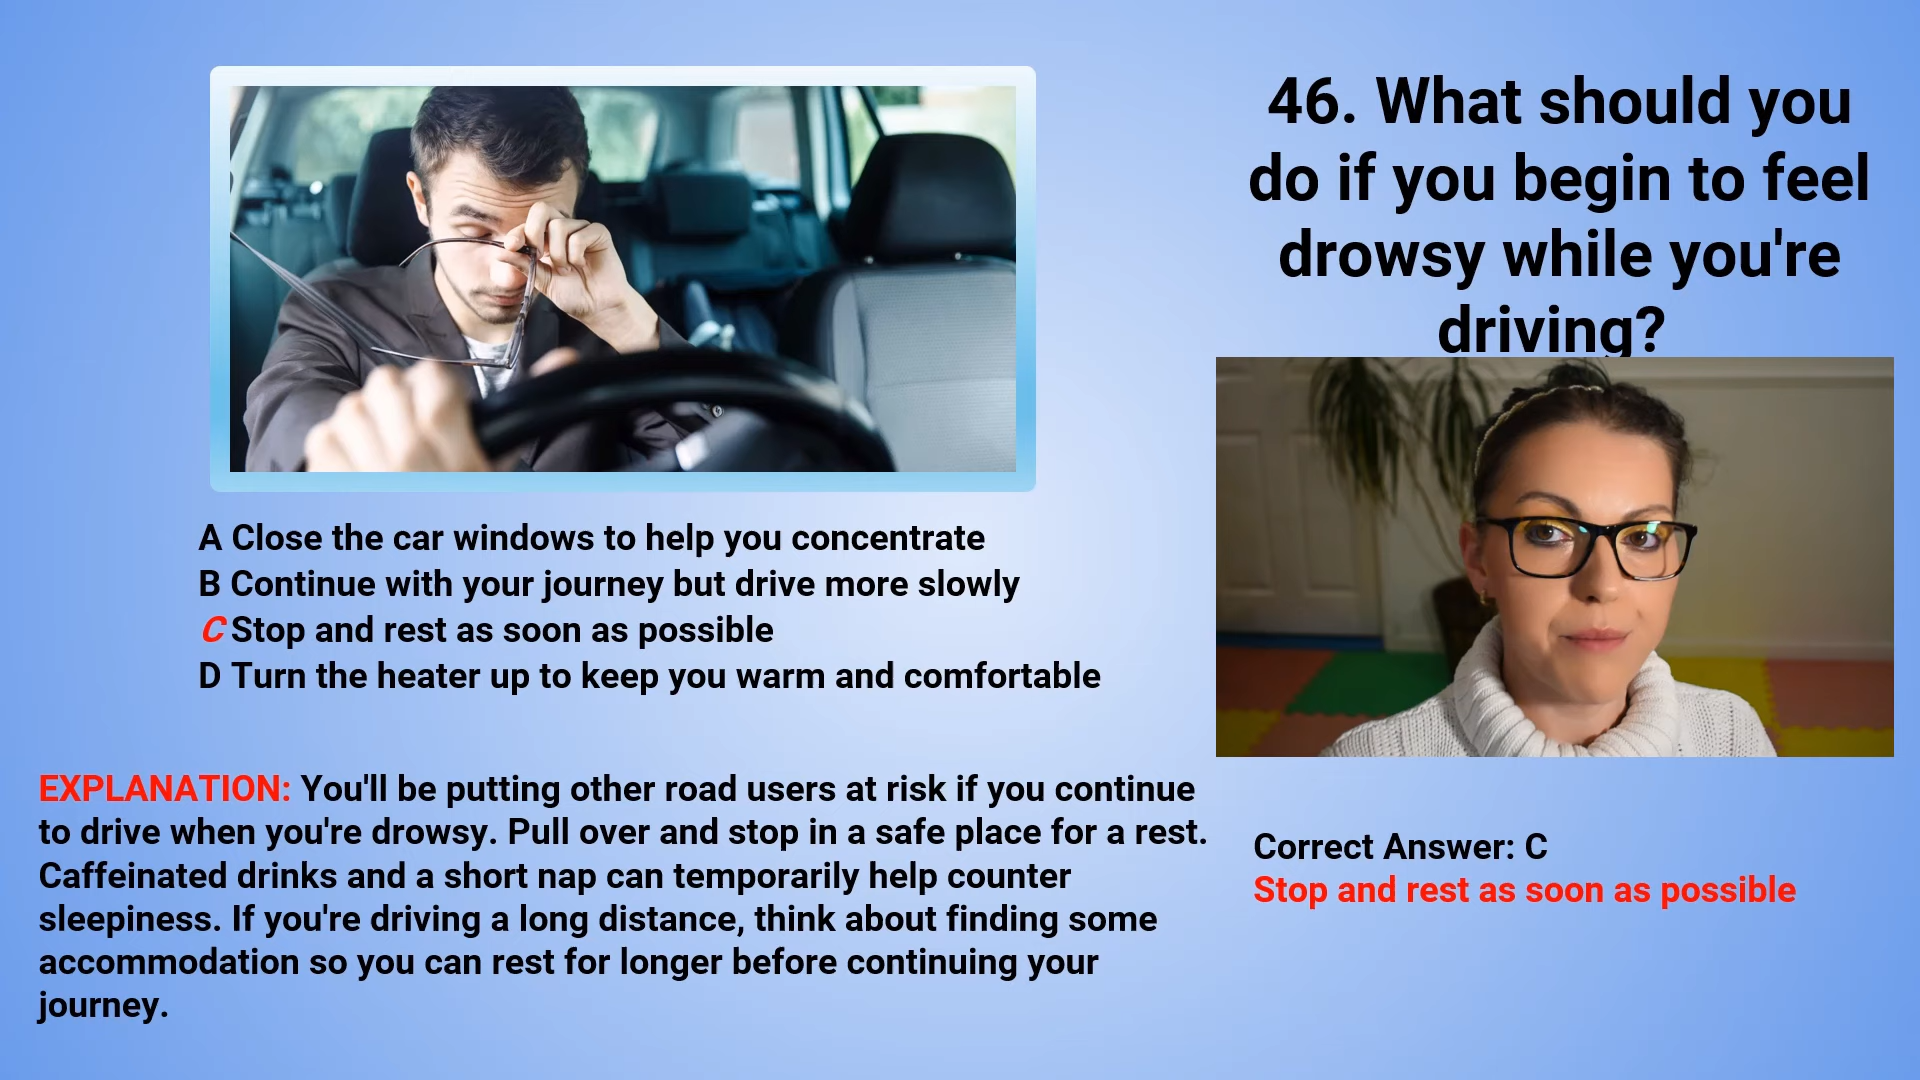 46. What should you
do if you begin to feel
drowsy while you're
driving?
A Close the car windows to help you concentrate
B Continue with your journey but drive more slowly
C Stop and rest as soon as possible
D Turn the heater up to keep you warm and comfortable
EXPLANATION: You'll be putting other road users at risk if you continue
to drive when you're drowsy. Pull over and stop in a safe place for a rest.
Caffeinated drinks and a short nap can temporarily help counter
sleepiness. If you're driving a long distance, think about finding some
accommodation so you can rest for longer before continuing your
journey.
Correct Answer: C
Stop and rest as soon as possible